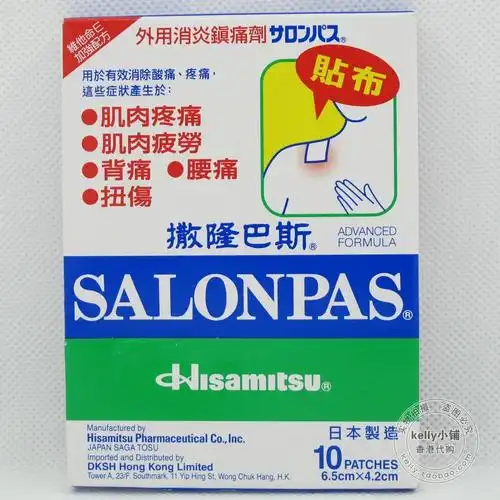 維他命E
加強配方
外用消炎鎮痛劑 サロンパス®
用於有效消除酸痛、疼痛，
這些症狀產生於：
●肌肉疼痛
●肌肉疲勞
●背痛 ●腰痛
●扭傷
貼布
撒隆巴斯®
ADVANCED
FORMULA
SALONPAS®
Hisamitsu®
Manufactured by
Hisamitsu Pharmaceutical Co., Inc.
JAPAN SAGA TOSU
Imported and Distributed by
DKSH Hong Kong Limited
Tower A, 23/F. Southmark, 11 Yip Hing St, Wong Chuk Hang, H.K.
日本製造
10 PATCHES
6.5cm×4.2cm
kelly小铺
香港代购